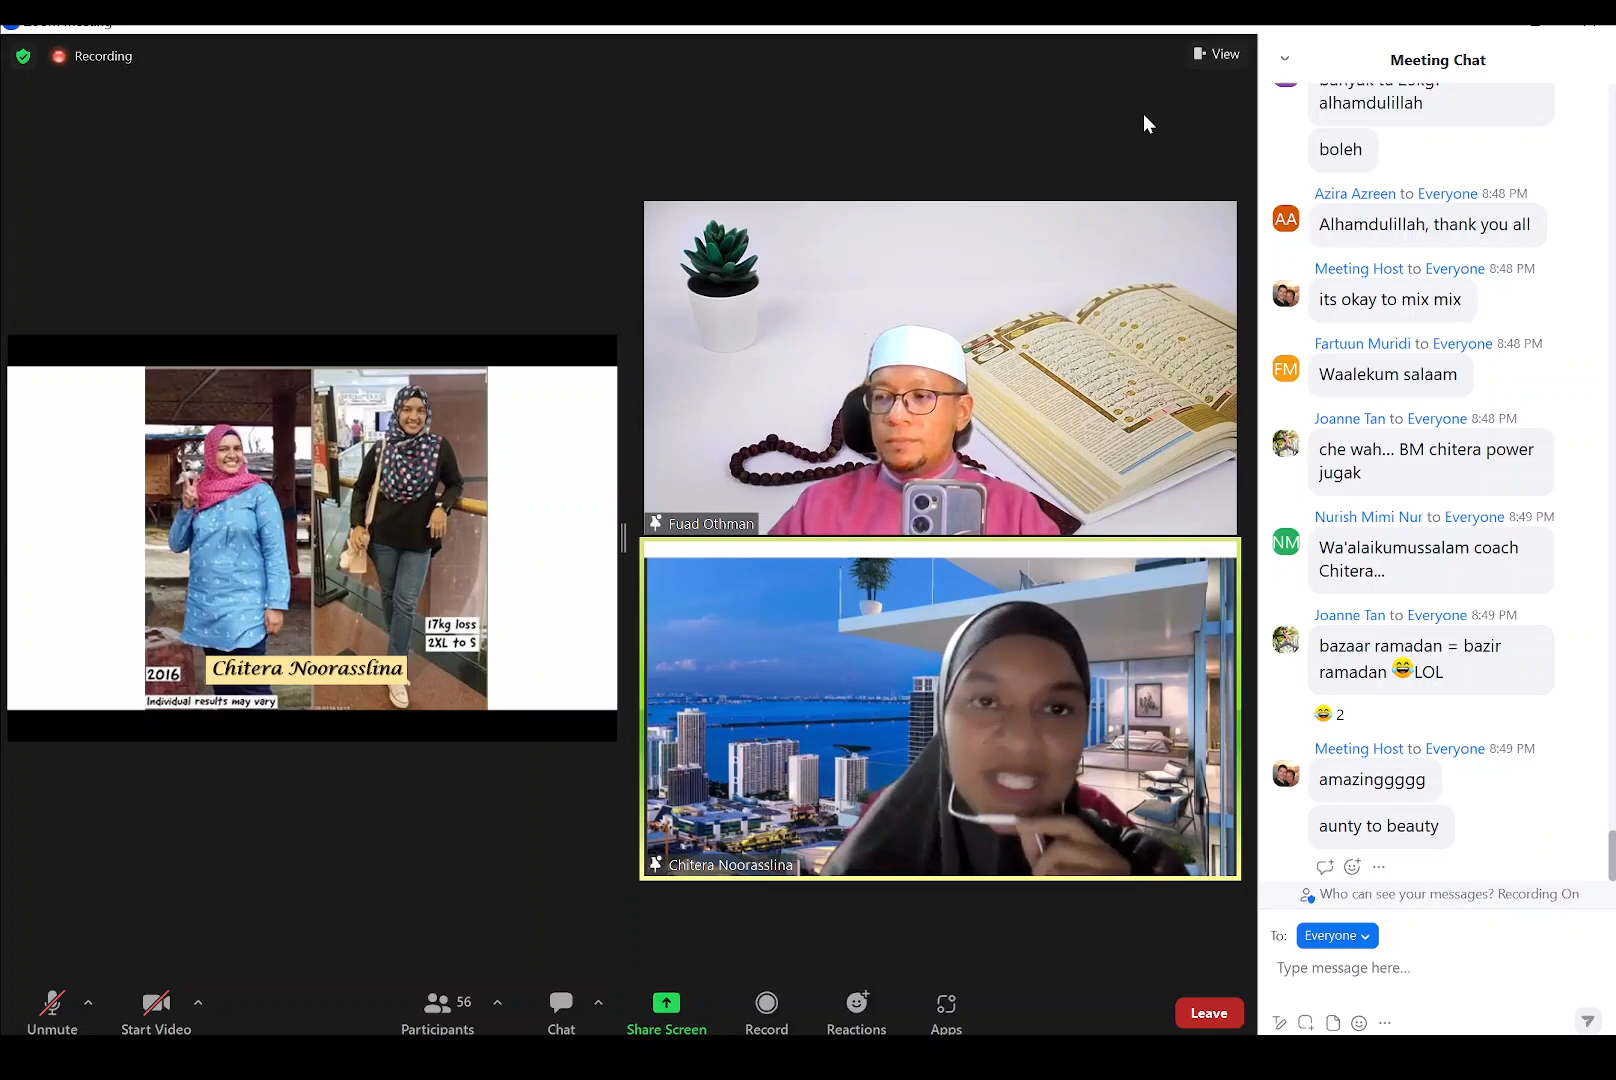 Recording
View
2016
17kg loss
2XL to S
Chitera Noorasslina
Individual results may vary
Fuad Othman
Chitera Noorasslina
Meeting Chat
alhamdulillah
boleh
Azira Azreen to Everyone 8:48 PM
AA
Alhamdulillah, thank you all
Meeting Host to Everyone 8:48 PM
its okay to mix mix
Fartuun Muridi to Everyone 8:48 PM
FM
Waalekum salaam
Joanne Tan to Everyone 8:48 PM
che wah... BM chitera power
jugak
Nurish Mimi Nur to Everyone 8:49 PM
NM
Wa'alaikumussalam coach
Chitera...
Joanne Tan to Everyone 8:49 PM
bazaar ramadan = bazir
ramadan 😂LOL
😂 2
Meeting Host to Everyone 8:49 PM
amazinggggg
aunty to beauty
Who can see your messages? Recording On
To: Everyone
Type message here...
Unmute
Start Video
56
Participants
Chat
Share Screen
Record
Reactions
Apps
Leave